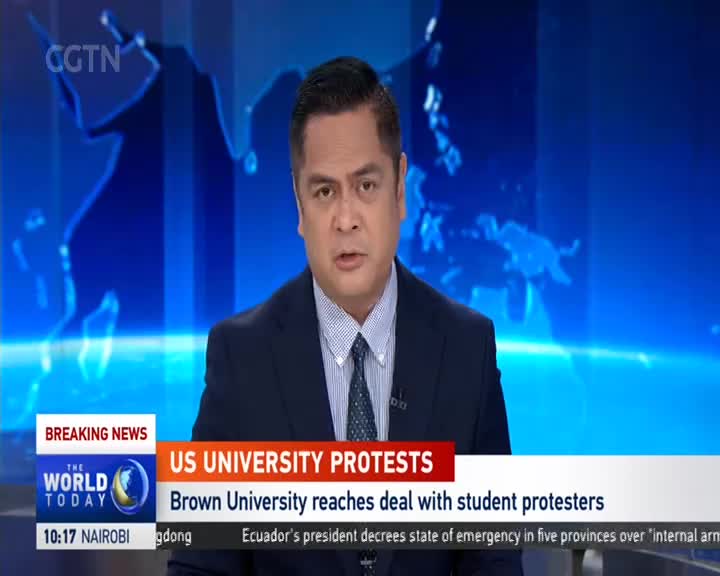 CGTN
BREAKING NEWS
US UNIVERSITY PROTESTS
THE
WORLD
TODAY
Brown University reaches deal with student protesters
10:17 NAIROBI
gdong Ecuador's president decrees state of emergency in five provinces over "internal arm